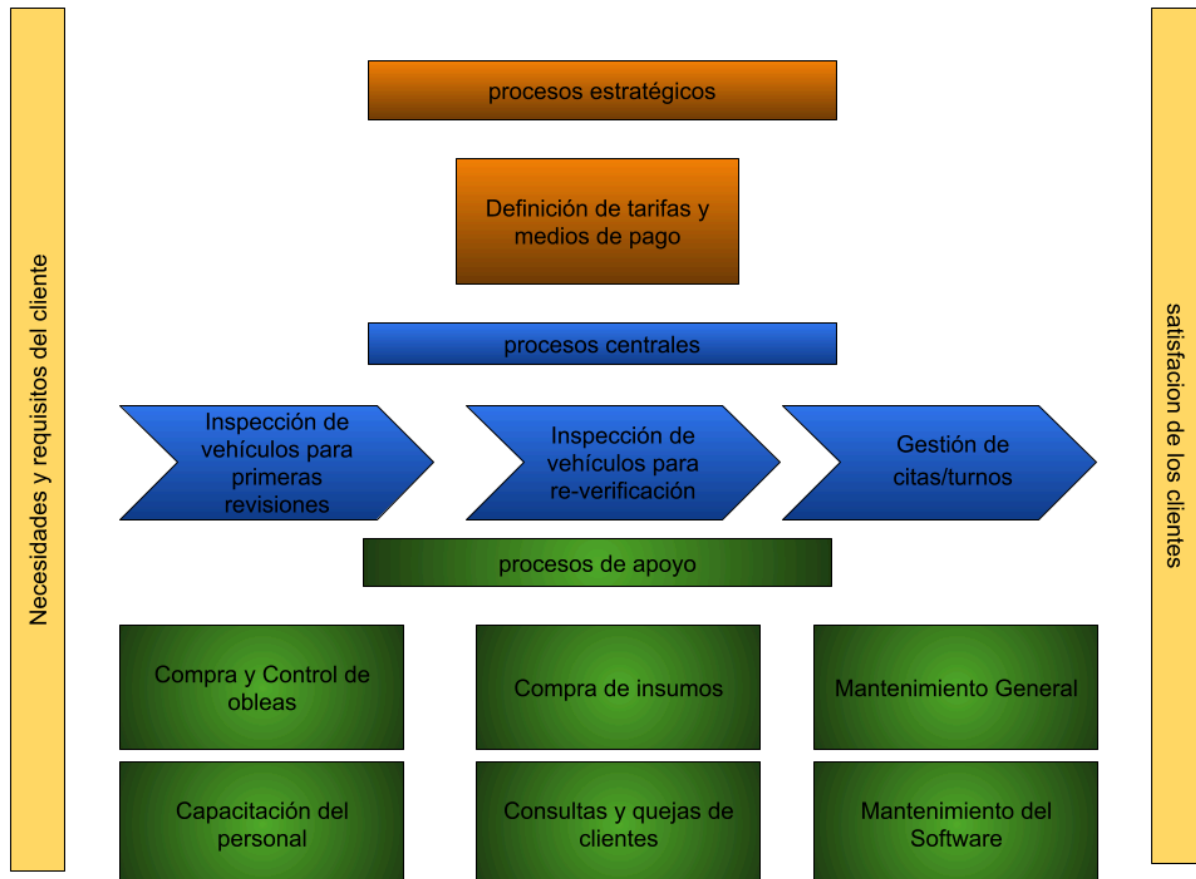 Necesidades y requisitos del cliente
procesos estratégicos
Definición de tarifas y
medios de pago
procesos centrales
Inspección de
vehículos para
primeras
revisiones
Inspección de
vehículos para
re-verificación
Gestión de
citas/turnos
procesos de apoyo
Compra y Control de
obleas
Compra de insumos
Mantenimiento General
Capacitación del
personal
Consultas y quejas de
clientes
Mantenimiento del
Software
satisfacion de los clientes